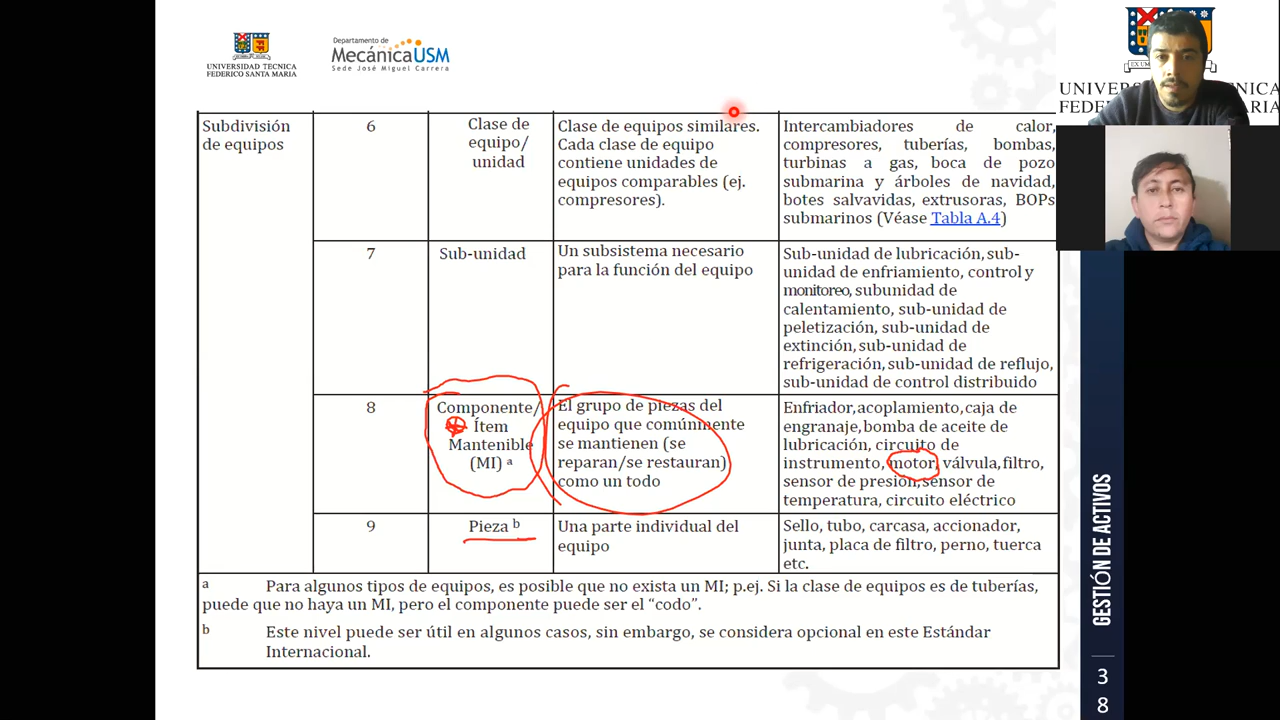 UNIVERSIDAD TECNICA
FEDERICO SANTA MARIA
Departamento de
MecánicaUSM
Sede José Miguel Carrera
Subdivisión
de equipos
6
Clase de
equipo/
unidad
Clase de equipos similares.
Cada clase de equipo
contiene unidades de
equipos comparables (ej.
compresores).
Intercambiadores de calor,
compresores, tuberías, bombas,
turbinas a gas, boca de pozo
submarina y árboles de navidad,
botes salvavidas, extrusoras, BOPs
submarinos (Véase Tabla A.4)
7
Sub-unidad
Un subsistema necesario
para la función del equipo
Sub-unidad de lubricación, sub-
unidad de enfriamiento, control y
monitoreo, subunidad de
calentamiento, sub-unidad de
peletización, sub-unidad de
extinción, sub-unidad de
refrigeración, sub-unidad de reflujo,
sub-unidad de control distribuido
8
Componente/
Ítem
Mantenible
(MI) a
El grupo de piezas del
equipo que comúnmente
se mantienen (se
reparan/se restauran)
como un todo
Enfriador, acoplamiento, caja de
engranaje, bomba de aceite de
lubricación, circuito de
instrumento, motor, válvula, filtro,
sensor de presión, sensor de
temperatura, circuito eléctrico
9
Pieza b
Una parte individual del
equipo
Sello, tubo, carcasa, accionador,
junta, placa de filtro, perno, tuerca
etc.
a Para algunos tipos de equipos, es posible que no exista un MI; p.ej. Si la clase de equipos es de tuberías,
puede que no haya un MI, pero el componente puede ser el “codo”.
b Este nivel puede ser útil en algunos casos, sin embargo, se considera opcional en este Estándar
Internacional.
GESTIÓN DE ACTIVOS
3
8